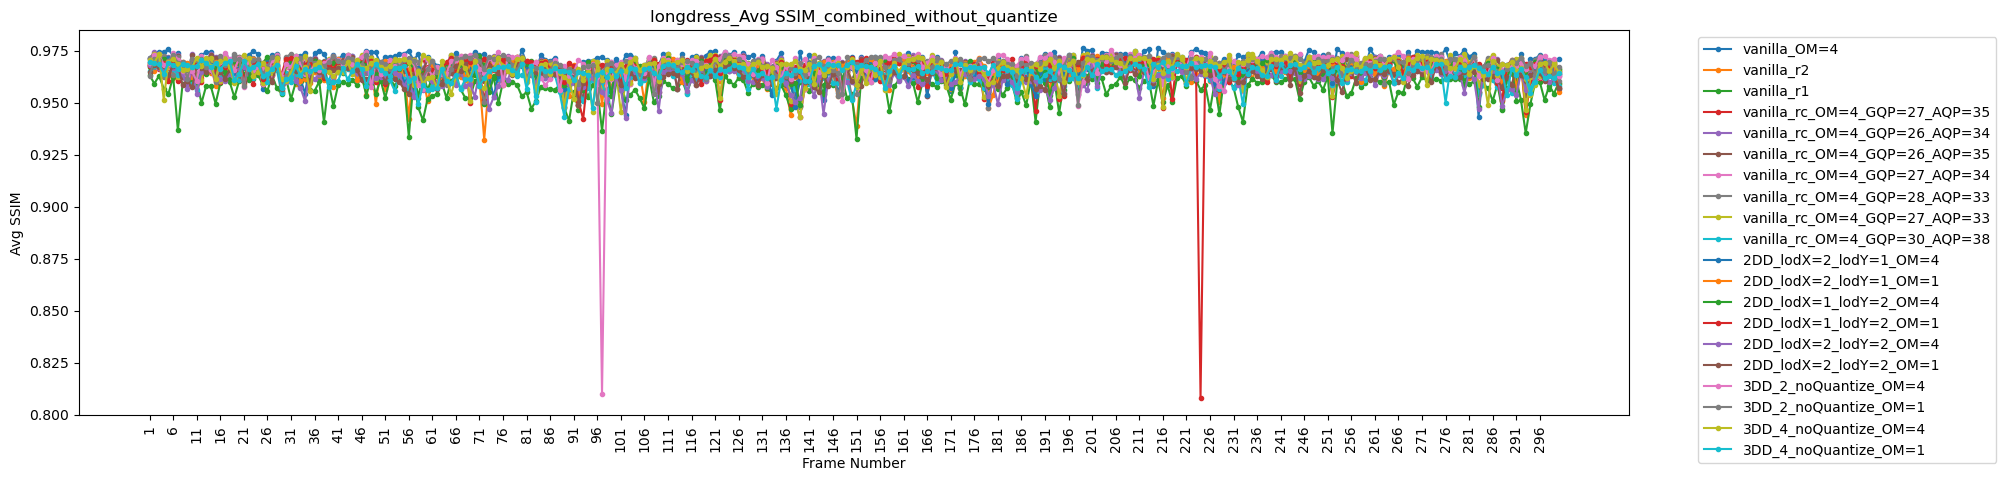 longdress_Avg SSIM_combined_without_quantize
Avg SSIM
0.975
0.950
0.925
0.900
0.875
0.850
0.825
0.800
1 6 11 16 21 26 31 36 41 46 51 56 61 66 71 76 81 86 91 96 101 106 111 116 121 126 131 136 141 146 151 156 161 166 171 176 181 186 191 196 201 206 211 216 221 226 231 236 241 246 251 256 261 266 271 276 281 286 291 296
Frame Number
vanilla_OM=4
vanilla_r2
vanilla_r1
vanilla_rc_OM=4_GQP=27_AQP=35
vanilla_rc_OM=4_GQP=26_AQP=34
vanilla_rc_OM=4_GQP=26_AQP=35
vanilla_rc_OM=4_GQP=27_AQP=34
vanilla_rc_OM=4_GQP=28_AQP=33
vanilla_rc_OM=4_GQP=27_AQP=33
vanilla_rc_OM=4_GQP=30_AQP=38
2DD_lodX=2_lodY=1_OM=4
2DD_lodX=2_lodY=1_OM=1
2DD_lodX=1_lodY=2_OM=4
2DD_lodX=1_lodY=2_OM=1
2DD_lodX=2_lodY=2_OM=4
2DD_lodX=2_lodY=2_OM=1
3DD_2_noQuantize_OM=4
3DD_2_noQuantize_OM=1
3DD_4_noQuantize_OM=4
3DD_4_noQuantize_OM=1